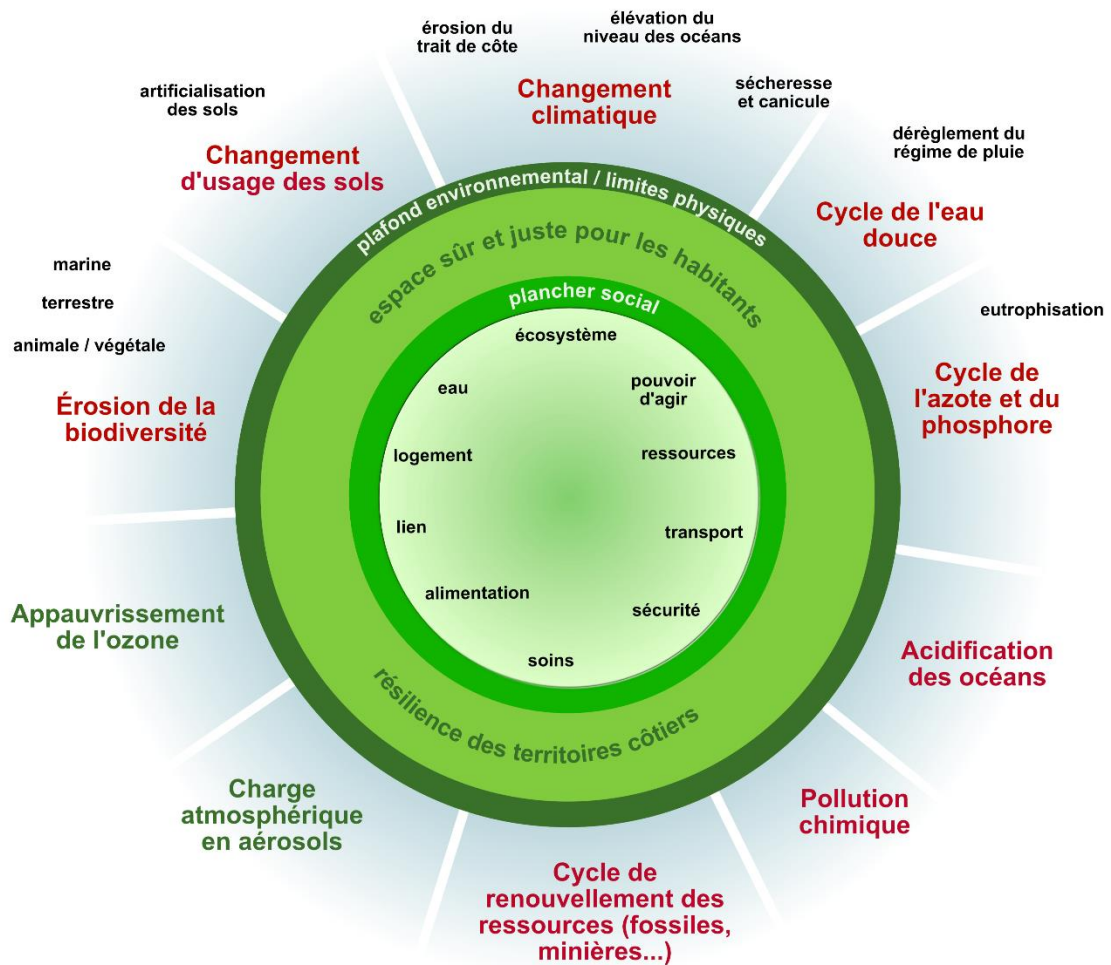 érosion du
trait de côte
élévation du
niveau des océans
artificialisation
des sols
Changement
climatique
sécheresse
et canicule
dérèglement du
régime de pluie
Changement
d'usage des sols
Cycle de l'eau
douce
plafond environnemental / limites physiques
espace sûr et juste pour les habitants
plancher social
marine
terrestre
animale / végétale
Érosion de la
biodiversité
eutrophisation
Cycle de
l'azote et du
phosphore
écosystème
eau
pouvoir
d'agir
logement
ressources
lien
transport
alimentation
sécurité
soins
résilience des territoires côtiers
Appauvrissement
de l'ozone
Acidification
des océans
Charge
atmosphérique
en aérosols
Pollution
chimique
Cycle de
renouvellement des
ressources (fossiles,
minières...)